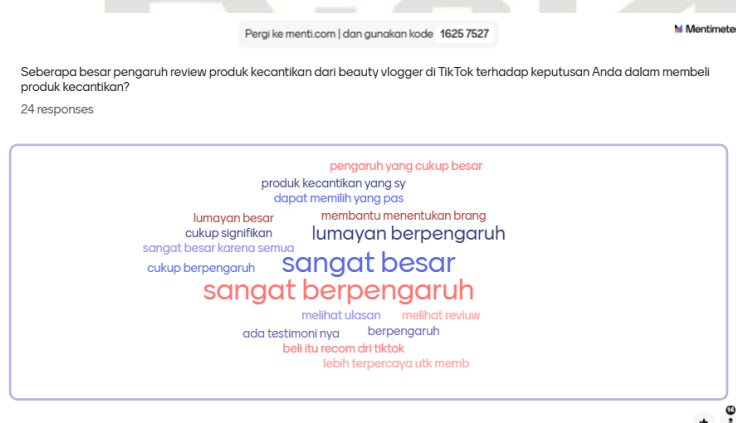 Pergi ke menti.com | dan gunakan kode 1625 7527
Mentimeter
Seberapa besar pengaruh review produk kecantikan dari beauty vlogger di TikTok terhadap keputusan Anda dalam membeli
produk kecantikan?
24 responses
pengaruh yang cukup besar
produk kecantikan yang sy
dapat memilih yang pas
lumayan besar
membantu menentukan brang
cukup signifikan
lumayan berpengaruh
sangat besar karena semua
cukup berpengaruh
sangat besar
sangat berpengaruh
melihat ulasan
melihat reviuw
ada testimoni nya
berpengaruh
beli itu recom dri tiktok
lebih terpercaya utk memb